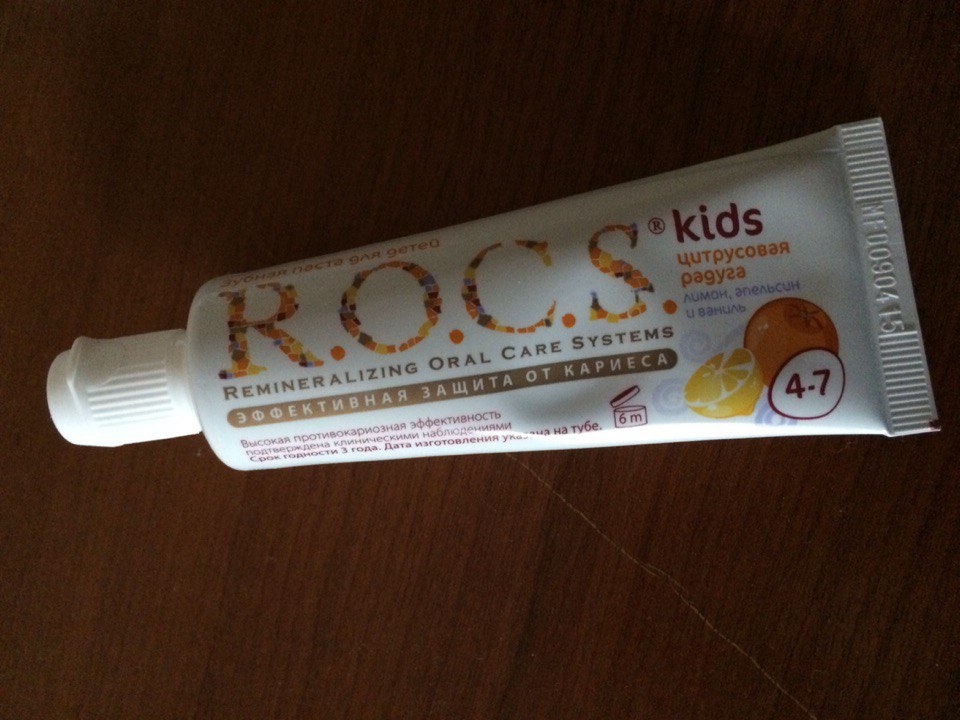 Зубная паста для детей
R.O.C.S.® kids
цитрусовая
радуга
лимон, апельсин
и ваниль
REMINERALIZING ORAL CARE SYSTEMS
ЭФФЕКТИВНАЯ ЗАЩИТА ОТ КАРИЕСА
4-7
6 m
Высокая противокариозная эффективность
подтверждена клиническими наблюдениями
Срок годности 3 года. Дата изготовления указана на тубе.